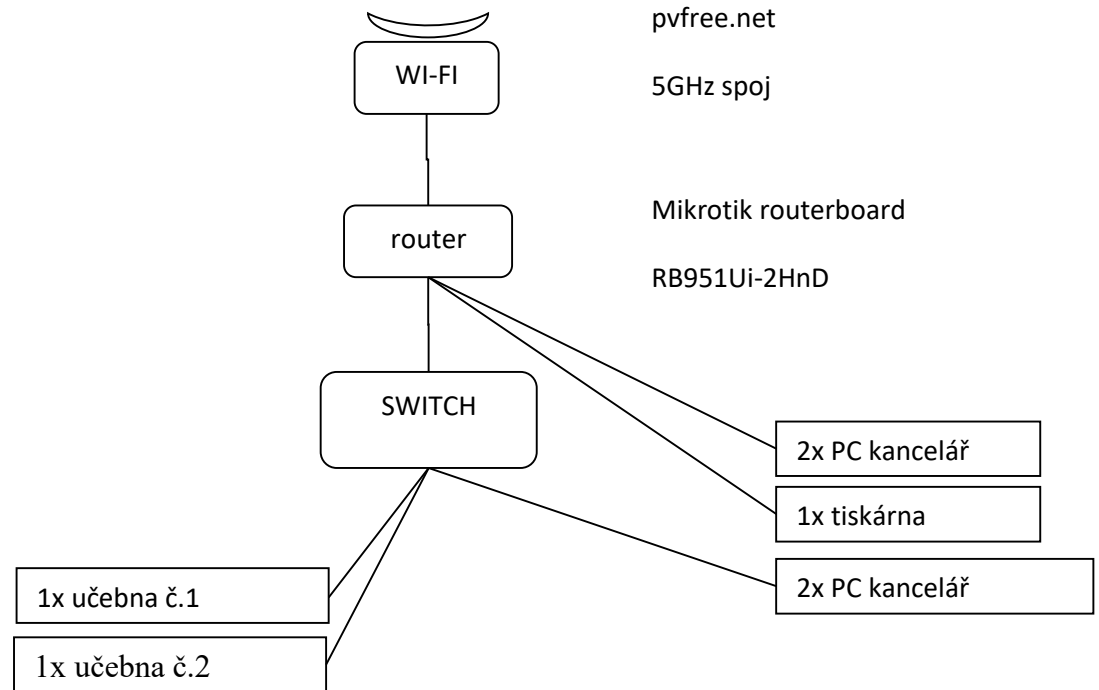 pvfree.net
WI-FI
5GHz spoj
Mikrotik routerboard
router
RB951Ui-2HnD
SWITCH
2x PC kancelář
1x tiskárna
2x PC kancelář
1x učebna č.1
1x učebna č.2